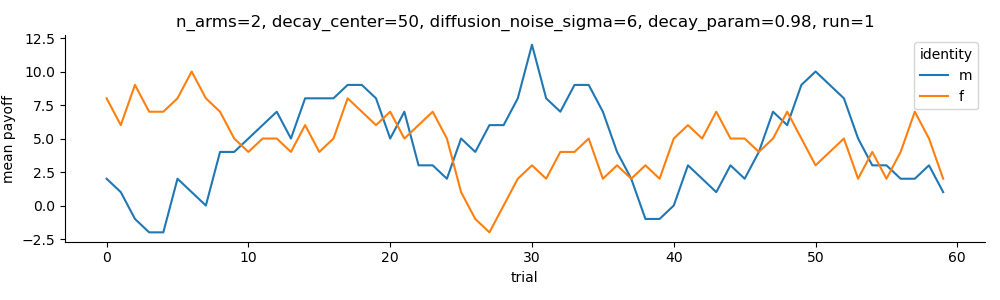 n_arms=2, decay_center=50, diffusion_noise_sigma=6, decay_param=0.98, run=1
12.5
10.0
7.5
5.0
2.5
0.0
−2.5
mean payoff
identity
m
f
0
10
20
30
40
50
60
trial